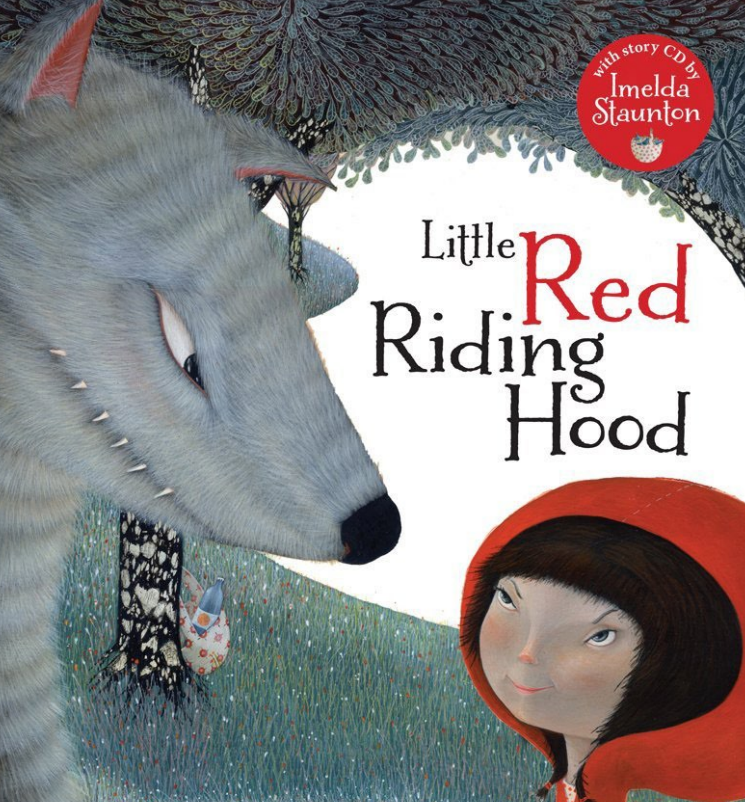 with story CD by
Imelda
Staunton
Little Red
Riding
Hood